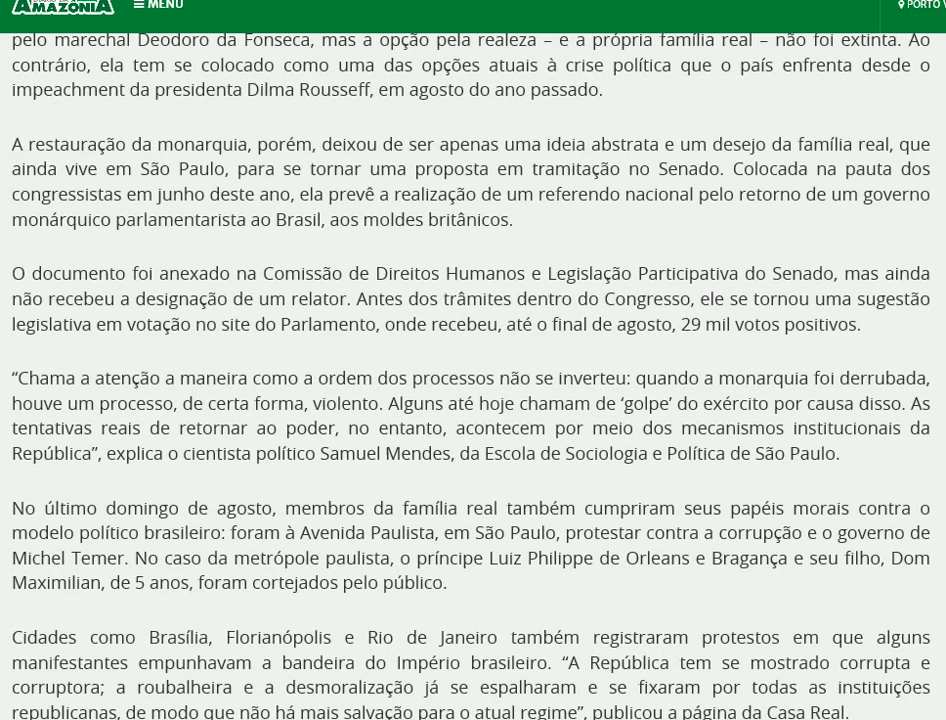 AMAZÔNIA
MENU
PORTO V
pelo marechal Deodoro da Fonseca, mas a opção pela realeza – e a própria família real – não foi extinta. Ao
contrário, ela tem se colocado como uma das opções atuais à crise política que o país enfrenta desde o
impeachment da presidenta Dilma Rousseff, em agosto do ano passado.
A restauração da monarquia, porém, deixou de ser apenas uma ideia abstrata e um desejo da família real, que
ainda vive em São Paulo, para se tornar uma proposta em tramitação no Senado. Colocada na pauta dos
congressistas em junho deste ano, ela prevê a realização de um referendo nacional pelo retorno de um governo
monárquico parlamentarista ao Brasil, aos moldes britânicos.
O documento foi anexado na Comissão de Direitos Humanos e Legislação Participativa do Senado, mas ainda
não recebeu a designação de um relator. Antes dos trâmites dentro do Congresso, ele se tornou uma sugestão
legislativa em votação no site do Parlamento, onde recebeu, até o final de agosto, 29 mil votos positivos.
“Chama a atenção a maneira como a ordem dos processos não se inverteu: quando a monarquia foi derrubada,
houve um processo, de certa forma, violento. Alguns até hoje chamam de ‘golpe’ do exército por causa disso. As
tentativas reais de retornar ao poder, no entanto, acontecem por meio dos mecanismos institucionais da
República”, explica o cientista político Samuel Mendes, da Escola de Sociologia e Política de São Paulo.
No último domingo de agosto, membros da família real também cumpriram seus papéis morais contra o
modelo político brasileiro: foram à Avenida Paulista, em São Paulo, protestar contra a corrupção e o governo de
Michel Temer. No caso da metrópole paulista, o príncipe Luiz Philippe de Orleans e Bragança e seu filho, Dom
Maximilian, de 5 anos, foram cortejados pelo público.
Cidades como Brasília, Florianópolis e Rio de Janeiro também registraram protestos em que alguns
manifestantes empunhavam a bandeira do Império brasileiro. “A República tem se mostrado corrupta e
corruptora; a roubalheira e a desmoralização já se espalharam e se fixaram por todas as instituições
republicanas, de modo que não há mais salvação para o atual regime”, publicou a página da Casa Real.